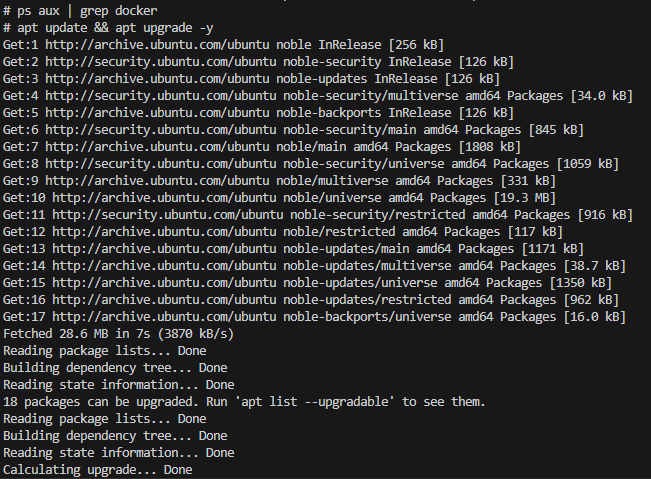 # ps aux | grep docker
# apt update && apt upgrade -y
Get:1 http://archive.ubuntu.com/ubuntu noble InRelease [256 kB]
Get:2 http://security.ubuntu.com/ubuntu noble-security InRelease [126 kB]
Get:3 http://archive.ubuntu.com/ubuntu noble-updates InRelease [126 kB]
Get:4 http://security.ubuntu.com/ubuntu noble-security/multiverse amd64 Packages [34.0 kB]
Get:5 http://archive.ubuntu.com/ubuntu noble-backports InRelease [126 kB]
Get:6 http://security.ubuntu.com/ubuntu noble-security/main amd64 Packages [845 kB]
Get:7 http://archive.ubuntu.com/ubuntu noble/main amd64 Packages [1808 kB]
Get:8 http://security.ubuntu.com/ubuntu noble-security/universe amd64 Packages [1059 kB]
Get:9 http://archive.ubuntu.com/ubuntu noble/multiverse amd64 Packages [331 kB]
Get:10 http://archive.ubuntu.com/ubuntu noble/universe amd64 Packages [19.3 MB]
Get:11 http://security.ubuntu.com/ubuntu noble-security/restricted amd64 Packages [916 kB]
Get:12 http://archive.ubuntu.com/ubuntu noble/restricted amd64 Packages [117 kB]
Get:13 http://archive.ubuntu.com/ubuntu noble-updates/main amd64 Packages [1171 kB]
Get:14 http://archive.ubuntu.com/ubuntu noble-updates/multiverse amd64 Packages [38.7 kB]
Get:15 http://archive.ubuntu.com/ubuntu noble-updates/universe amd64 Packages [1350 kB]
Get:16 http://archive.ubuntu.com/ubuntu noble-updates/restricted amd64 Packages [962 kB]
Get:17 http://archive.ubuntu.com/ubuntu noble-backports/universe amd64 Packages [16.0 kB]
Fetched 28.6 MB in 7s (3870 kB/s)
Reading package lists... Done
Building dependency tree... Done
Reading state information... Done
18 packages can be upgraded. Run 'apt list --upgradable' to see them.
Reading package lists... Done
Building dependency tree... Done
Reading state information... Done
Calculating upgrade... Done